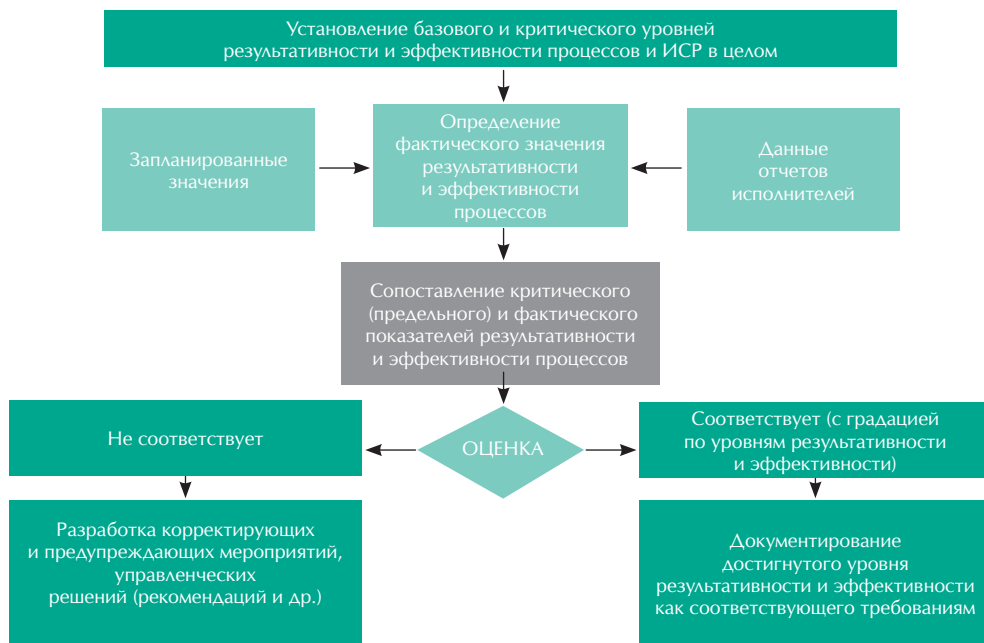 Установление базового и критического уровней
результативности и эффективности процессов и ИСР в целом
Запланированные
значения
Определение
фактического значения
результативности
и эффективности
процессов
Данные
отчетов
исполнителей
Сопоставление критического
(предельного) и фактического
показателей результативности
и эффективности процессов
ОЦЕНКА
Не соответствует
Соответствует (с градацией
по уровням результативности
и эффективности)
Разработка корректирующих
и предупреждающих мероприятий,
управленческих
решений (рекомендаций и др.)
Документирование
достигнутого уровня
результативности и эффективности
как соответствующего требованиям